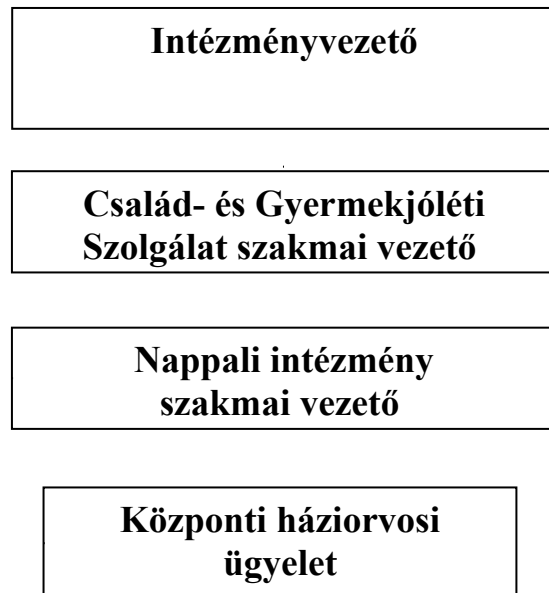 Intézményvezető
Család- és Gyermekjóléti
Szolgálat szakmai vezető
Nappali intézmény
szakmai vezető
Központi háziorvosi
ügyelet